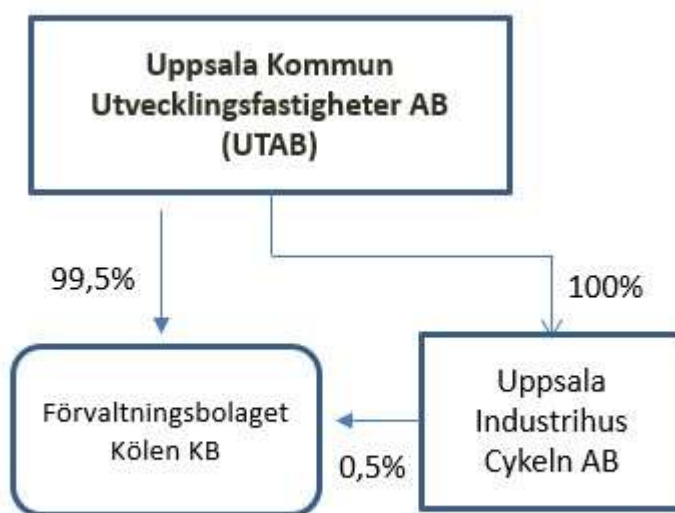 Uppsala Kommun
Utvecklingsfastigheter AB
(UTAB)
99,5%
100%
Förvaltningsbolaget
Kölen KB
0,5%
Uppsala
Industrihus
Cykeln AB